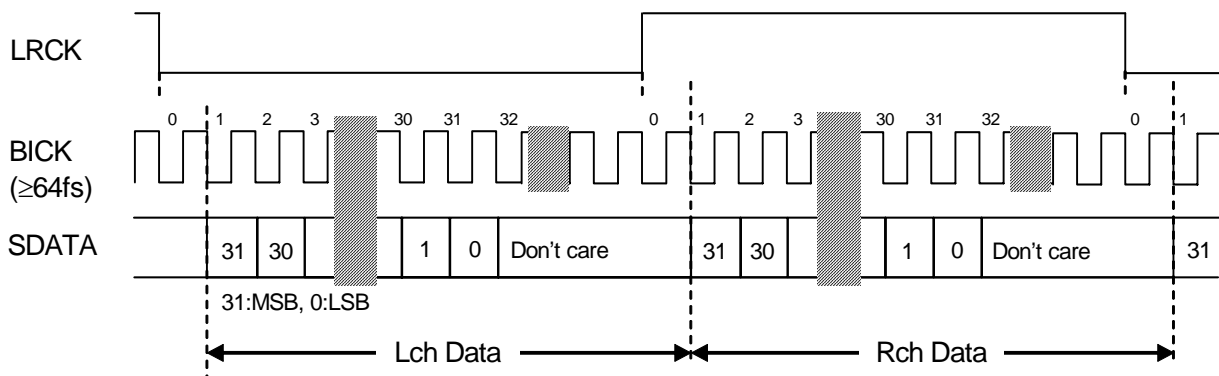 LRCK
0 1 2 3 30 31 32 0 1 2 3 30 31 32 0 1
BICK
(≥64fs)
SDATA 31 30 1 0 Don't care 31 30 1 0 Don't care 31
31:MSB, 0:LSB
Lch Data Rch Data